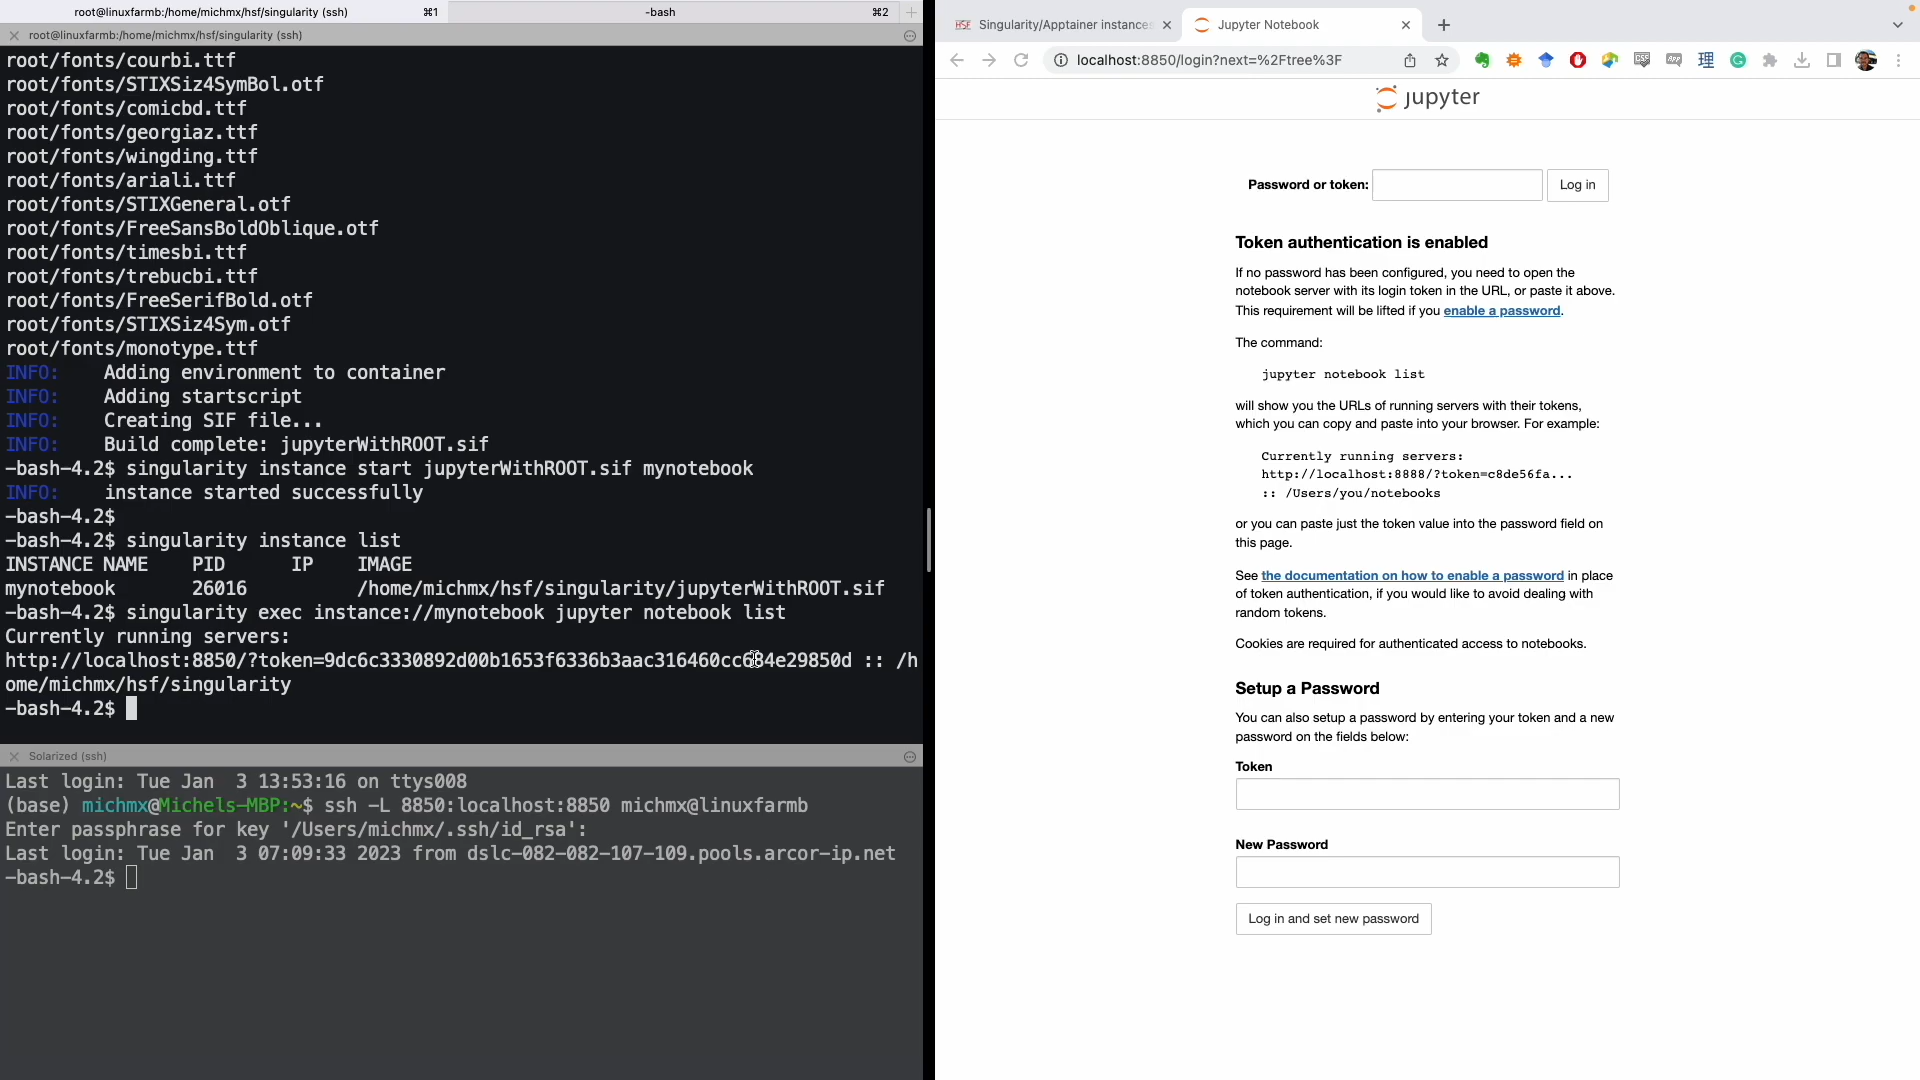 root@linuxfarmb:/home/michmx/hsf/singularity (ssh) ⌘1 -bash ⌘2
root@linuxfarmb:/home/michmx/hsf/singularity (ssh)
root/fonts/courbi.ttf
root/fonts/STIXSiz4SymBol.otf
root/fonts/comicbd.ttf
root/fonts/georgiaz.ttf
root/fonts/wingding.ttf
root/fonts/ariali.ttf
root/fonts/STIXGeneral.otf
root/fonts/FreeSansBoldOblique.otf
root/fonts/timesbi.ttf
root/fonts/trebucbi.ttf
root/fonts/FreeSerifBold.otf
root/fonts/STIXSiz4Sym.otf
root/fonts/monotype.ttf
INFO: Adding environment to container
INFO: Adding startscript
INFO: Creating SIF file...
INFO: Build complete: jupyterWithROOT.sif
-bash-4.2$ singularity instance start jupyterWithROOT.sif mynotebook
INFO: instance started successfully
-bash-4.2$
-bash-4.2$ singularity instance list
INSTANCE NAME PID IP IMAGE
mynotebook 26016 /home/michmx/hsf/singularity/jupyterWithROOT.sif
-bash-4.2$ singularity exec instance://mynotebook jupyter notebook list
Currently running servers:
http://localhost:8850/?token= :: /h
ome/michmx/hsf/singularity
-bash-4.2$
Solarized (ssh)
Last login: Tue Jan  3 13:53:16 on ttys008
(base) michmx@Michels-MBP:~$ ssh -L 8850:localhost:8850 michmx@linuxfarmb
Enter passphrase for key '/Users/michmx/.ssh/id_rsa':
Last login: Tue Jan  3 07:09:33 2023 from dslc-082-082-107-109.pools.arcor-ip.net
-bash-4.2$
HSF Singularity/Apptainer instances Jupyter Notebook
localhost:8850/login?next=%2Ftree%3F
jupyter
Password or token: Log in
Token authentication is enabled
If no password has been configured, you need to open the
notebook server with its login token in the URL, or paste it above.
This requirement will be lifted if you enable a password.
The command:
jupyter notebook list
will show you the URLs of running servers with their tokens,
which you can copy and paste into your browser. For example:
Currently running servers:
http://localhost:8888/?token=c8de56fa...
:: /Users/you/notebooks
or you can paste just the token value into the password field on
this page.
See the documentation on how to enable a password in place
of token authentication, if you would like to avoid dealing with
random tokens.
Cookies are required for authenticated access to notebooks.
Setup a Password
You can also setup a password by entering your token and a new
password on the fields below:
Token
New Password
Log in and set new password